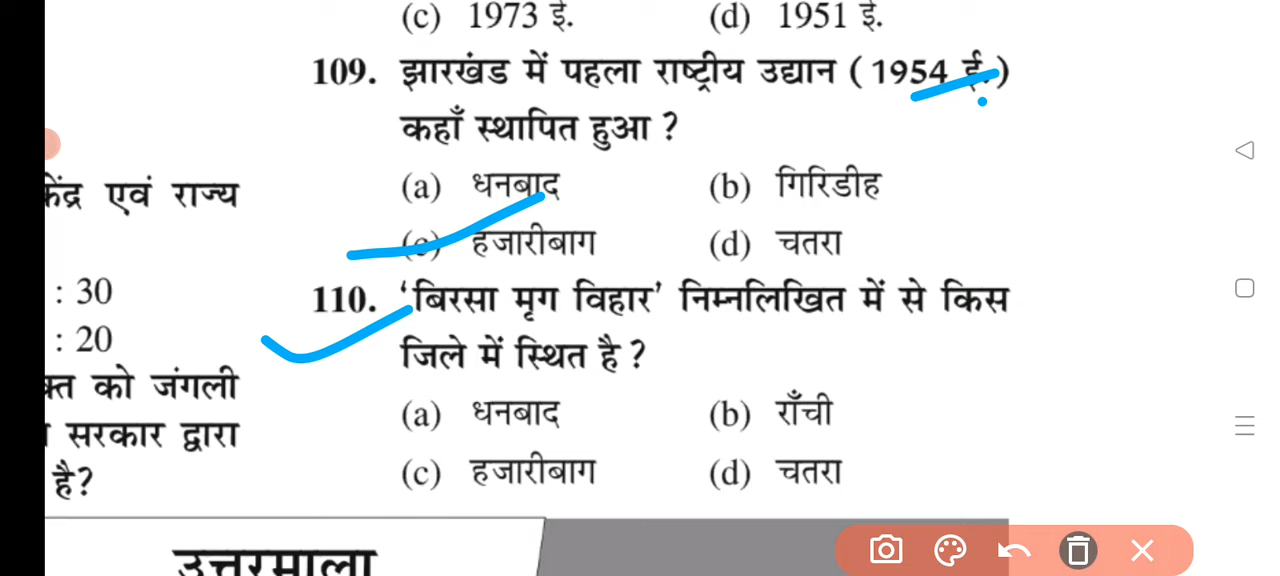 केंद्र एवं राज्य
: 30
: 20
क्त को जंगली
सरकार द्वारा
है?
(c) 1973 ई. (d) 1951 ई.
109. झारखंड में पहला राष्ट्रीय उद्यान (1954 ई.)
कहाँ स्थापित हुआ ?
(a) धनबाद (b) गिरिडीह
(c) हजारीबाग (d) चतरा
110. ‘बिरसा मृग विहार’ निम्नलिखित में से किस
जिले में स्थित है ?
(a) धनबाद (b) राँची
(c) हजारीबाग (d) चतरा
उत्तरमाला